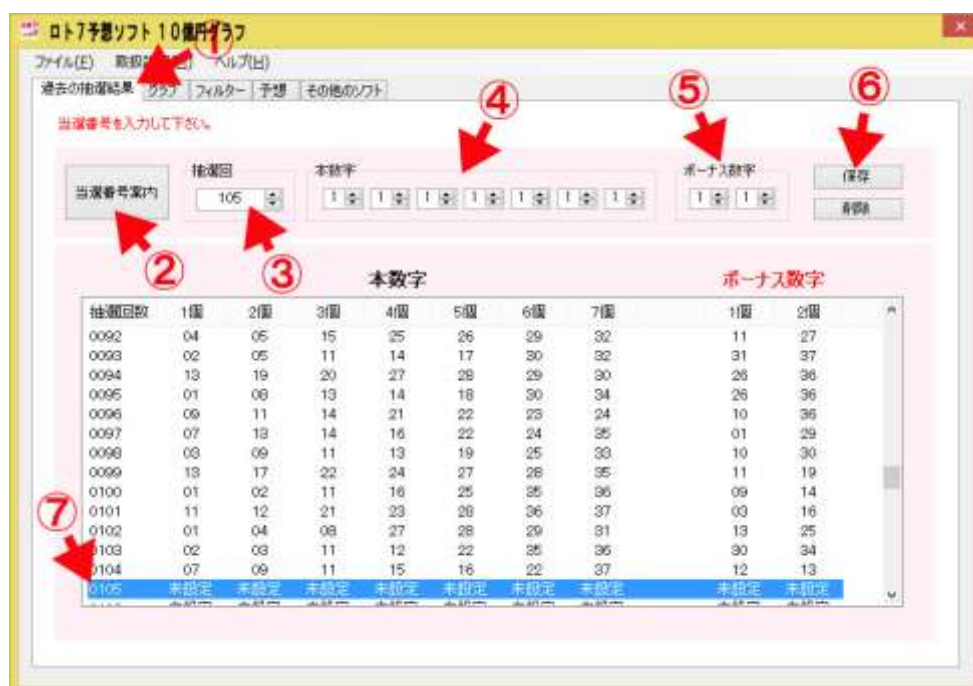 ロト7予想ソフト 10億円グラフ
①
ファイル(E) ヘルプ(H)
過去の抽選結果 グラフ フィルター 予想 その他のソフト
④ ⑤ ⑥
当選番号を入力して下さい。
当選番号案内 抽選回 本数字 ボーナス数字 保存
105 1 1 1 1 1 1 1 1 1 削除
② ③
本数字 ボーナス数字
抽選回数 1個 2個 3個 4個 5個 6個 7個 1個 2個
0092 04 05 15 25 26 29 32 11 27
0093 02 05 11 14 17 30 32 31 37
0094 13 19 20 27 28 29 30 26 36
0095 01 08 13 14 18 30 34 26 36
0096 09 11 14 21 22 23 24 10 36
0097 07 13 14 16 22 24 35 01 29
0098 03 09 11 13 19 25 33 10 30
0099 13 17 22 24 27 28 35 11 19
0100 01 02 11 16 25 35 36 09 14
⑦ 0101 11 12 21 23 28 36 37 03 16
0102 01 04 08 27 28 29 31 13 25
0103 02 03 11 12 22 35 36 30 34
0104 07 09 11 15 16 22 37 12 13
0105 未設定 未設定 未設定 未設定 未設定 未設定 未設定 未設定 未設定